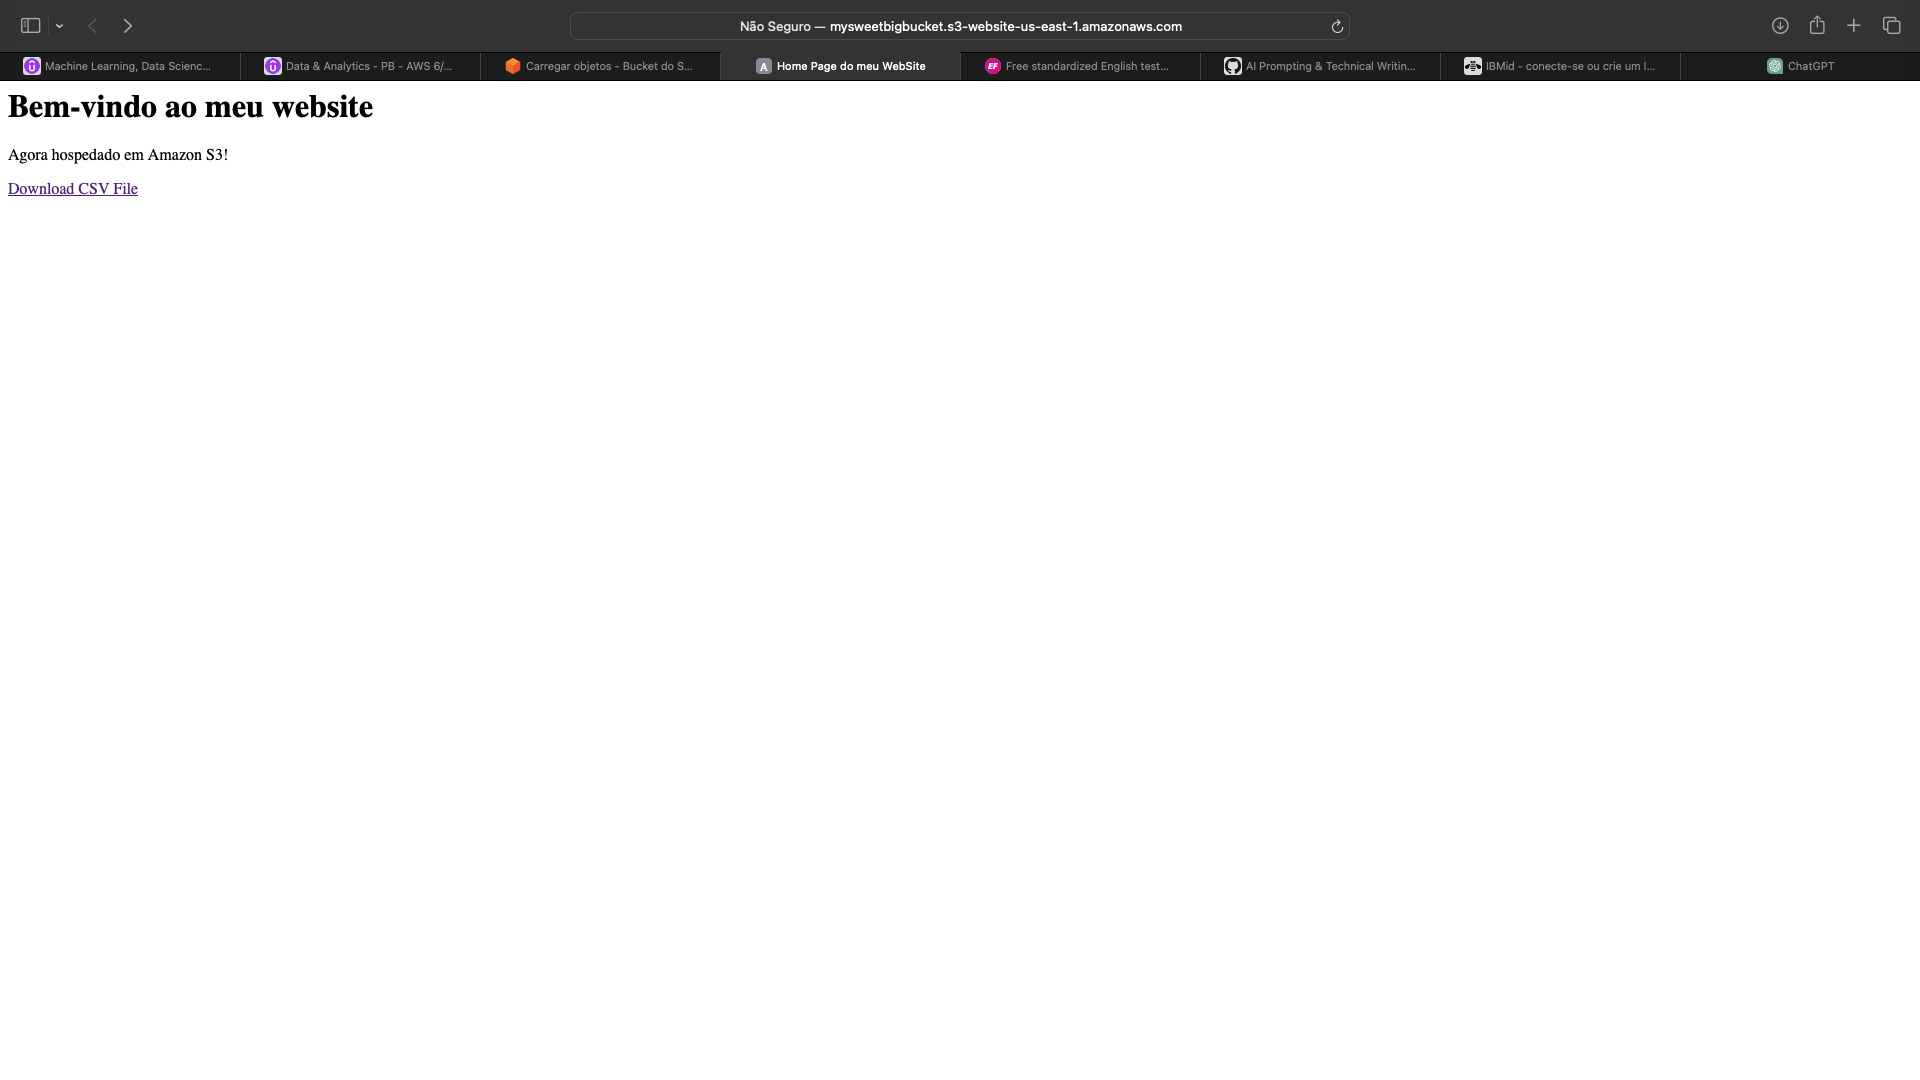 Não Seguro — mysweetbigbucket.s3-website-us-east-1.amazonaws.com
Machine Learning, Data Scienc...
Data & Analytics - PB - AWS 6/...
Carregar objetos - Bucket do S...
A Home Page do meu WebSite
EF Free standardized English test...
AI Prompting & Technical Writin...
IBMid - conecte-se ou crie um I...
ChatGPT
Bem-vindo ao meu website
Agora hospedado em Amazon S3!
Download CSV File